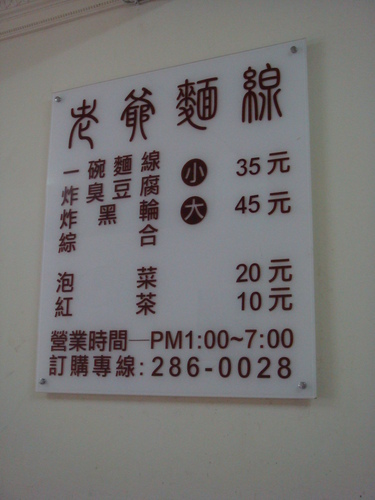 老爺麵線
一碗麵線 小 35元
炸臭豆腐 大 45元
炸黑輪
綜合
泡菜 20元
紅茶 10元
營業時間─PM1:00~7:00
訂購專線:286-0028